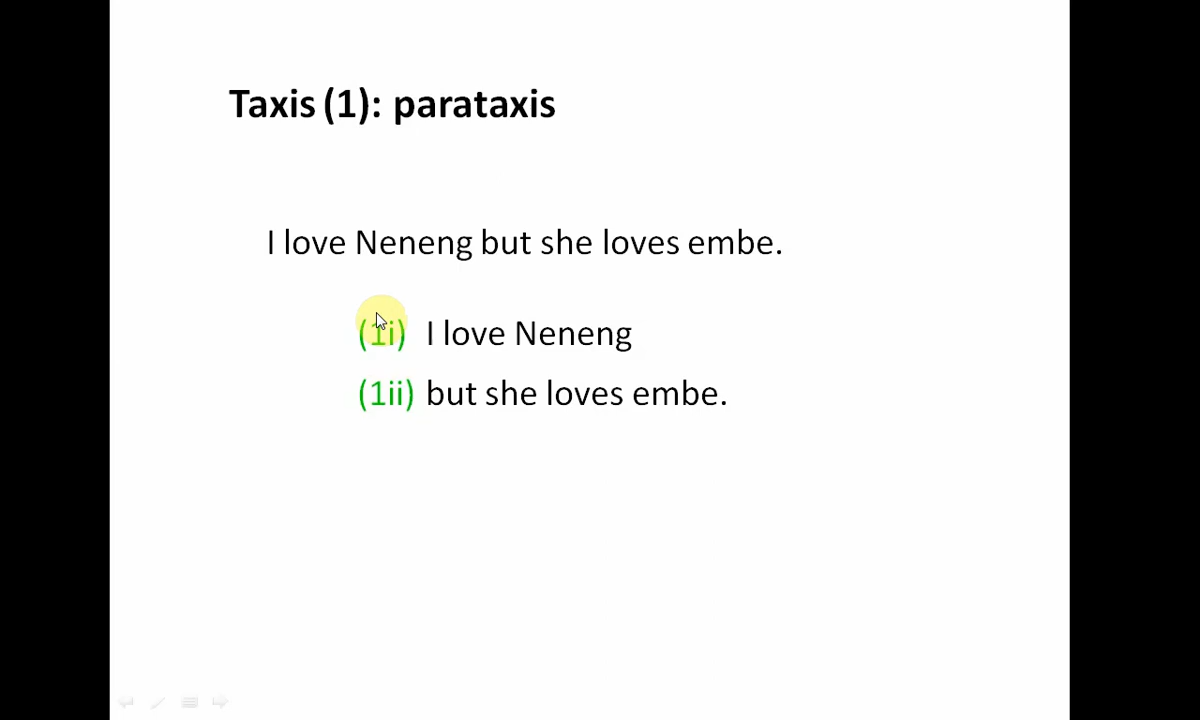 Taxis (1): parataxis
I love Neneng but she loves embe.
(1i) I love Neneng
(1ii) but she loves embe.